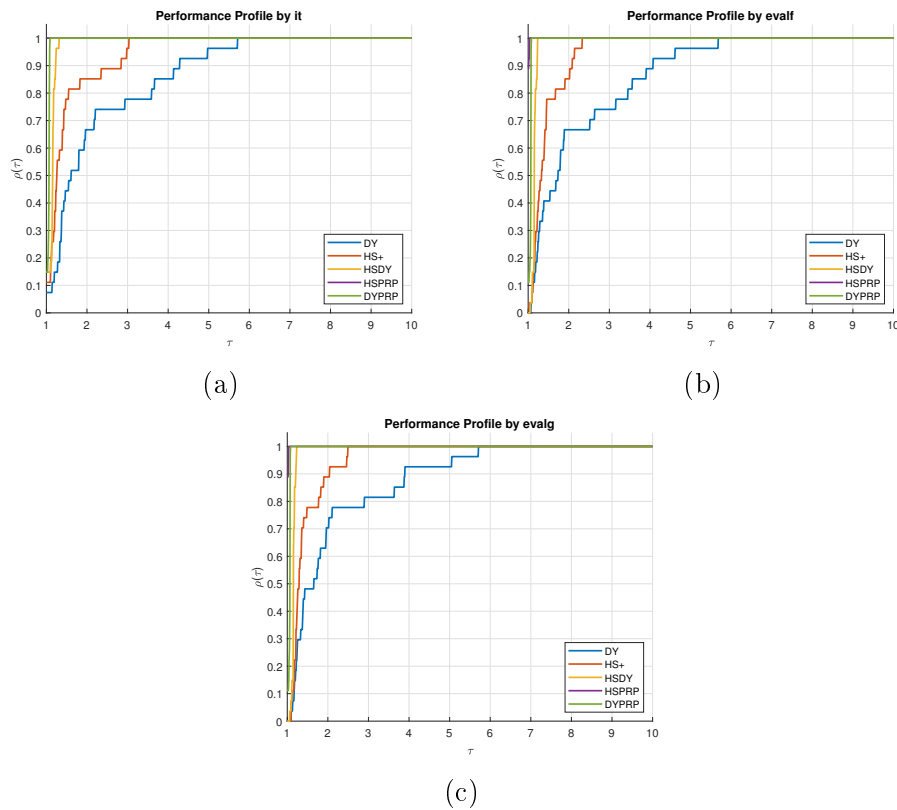 Performance Profile by it
1
0.9
0.8
0.7
0.6
0.5
0.4
0.3
0.2
0.1
0
ρ(τ)
1 2 3 4 5 6 7 8 9 10
τ
DY
HS+
HSDY
HSPRP
DYPRP
(a)
Performance Profile by evalf
1
0.9
0.8
0.7
0.6
0.5
0.4
0.3
0.2
0.1
0
ρ(τ)
1 2 3 4 5 6 7 8 9 10
τ
DY
HS+
HSDY
HSPRP
DYPRP
(b)
Performance Profile by evalg
1
0.9
0.8
0.7
0.6
0.5
0.4
0.3
0.2
0.1
0
ρ(τ)
1 2 3 4 5 6 7 8 9 10
τ
DY
HS+
HSDY
HSPRP
DYPRP
(c)